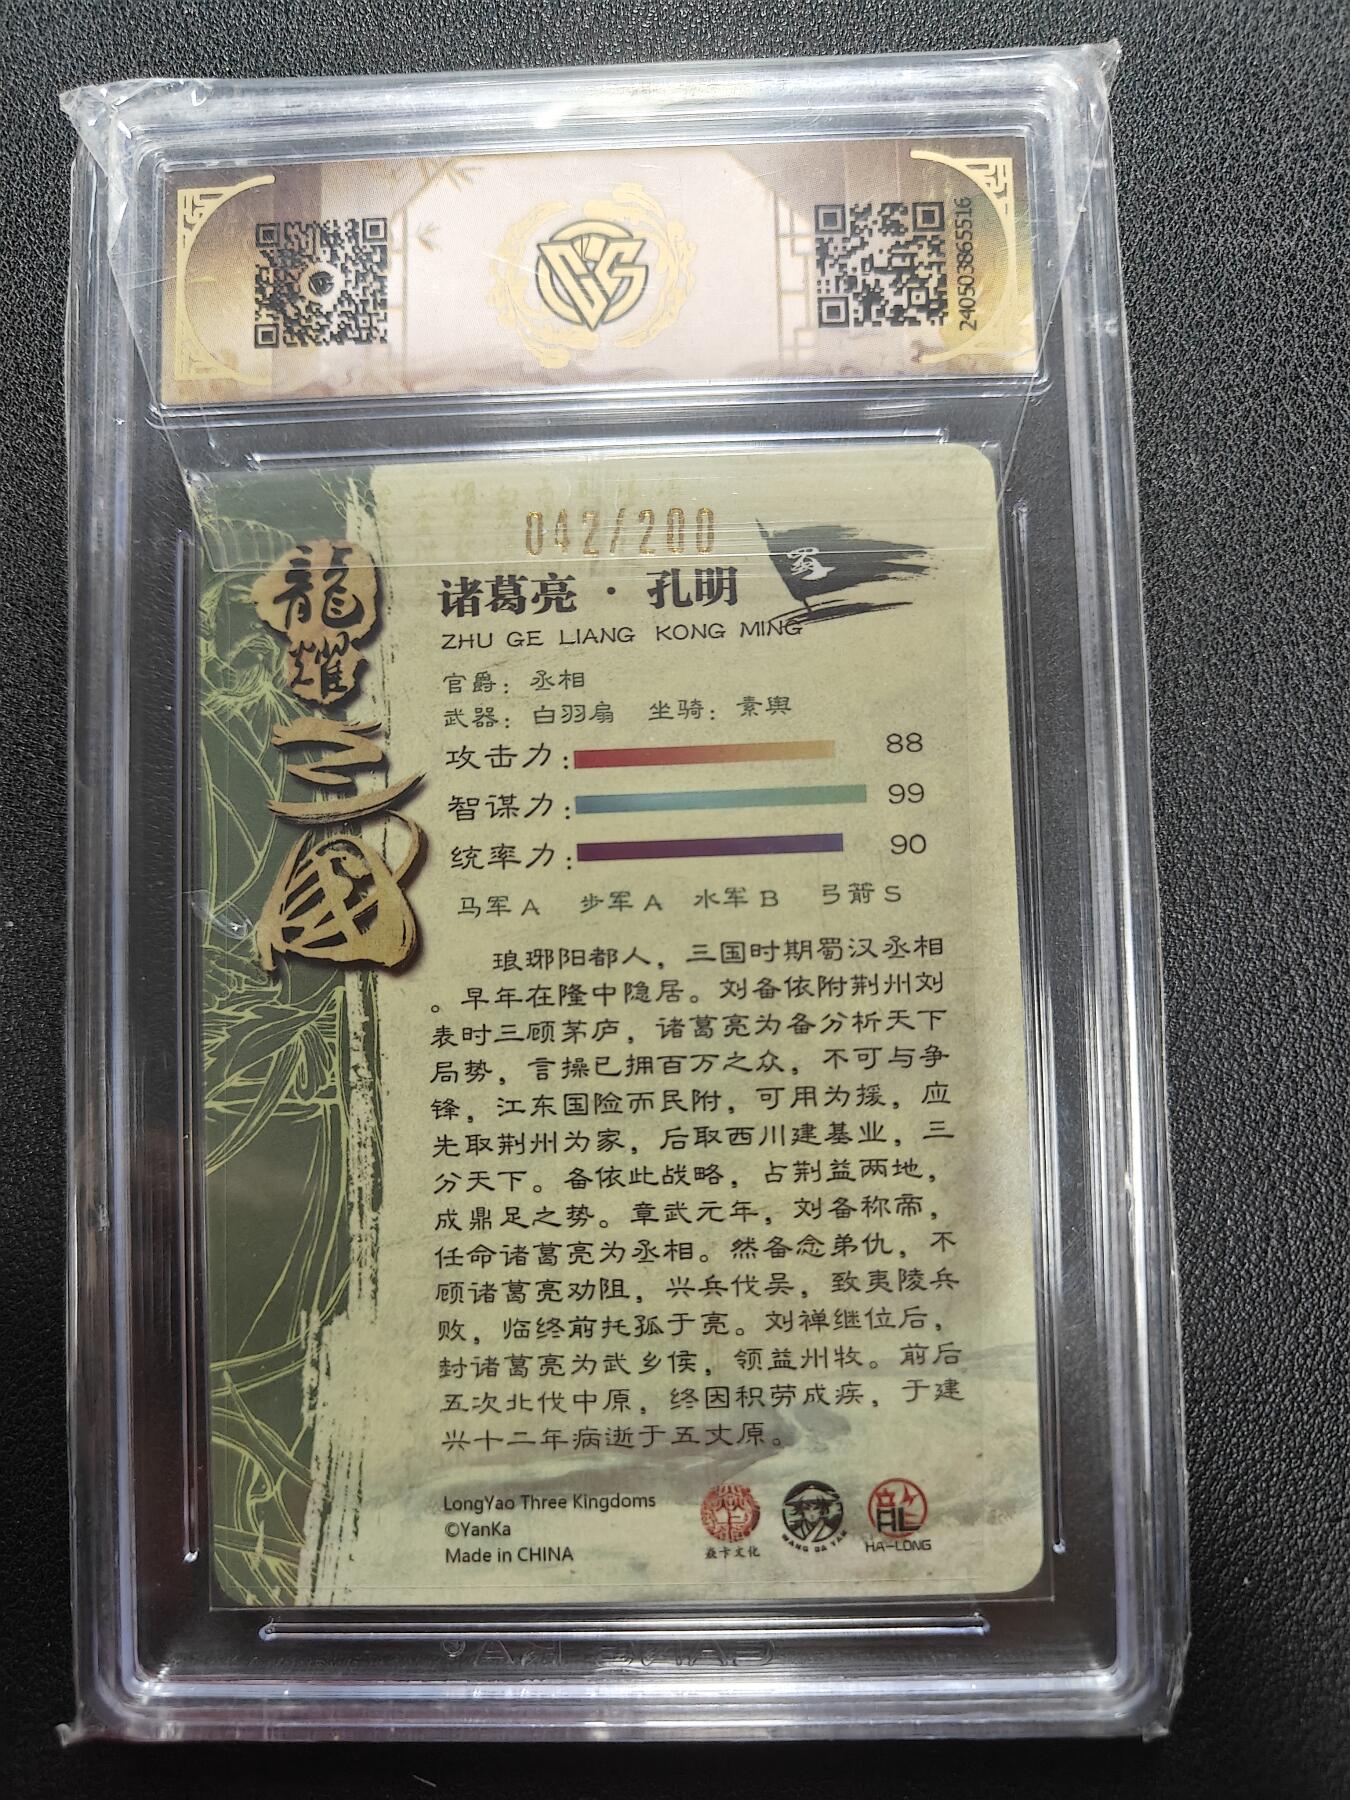 CGS
2405038655​16
042/200
蜀
龍耀三國
诸葛亮·孔明
ZHU GE LIANG KONG MING
官爵：丞相
武器：白羽扇 坐骑：素舆
攻击力: 88
智谋力: 99
统率力: 90
马军A 步军A 水军B 弓箭S
琅琊阳都人，三国时期蜀汉丞相
。早年在隆中隐居。刘备依附荆州刘
表时三顾茅庐，诸葛亮为备分析天下
局势，言操已拥百万之众，不可与争
锋，江东国险而民附，可用为援，应
先取荆州为家，后取西川建基业，三
分天下。备依此战略，占荆益两地，
成鼎足之势。章武元年，刘备称帝，
任命诸葛亮为丞相。然备念弟仇，不
顾诸葛亮劝阻，兴兵伐吴，致夷陵兵
败，临终前托孤于亮。刘禅继位后，
封诸葛亮为武乡侯，领益州牧。前后
五次北伐中原，终因积劳成疾，于建
兴十二年病逝于五丈原。
LongYao Three Kingdoms
©YanKa
Made in CHINA
焱卡文化
WANG DA YAN
HA-LONG